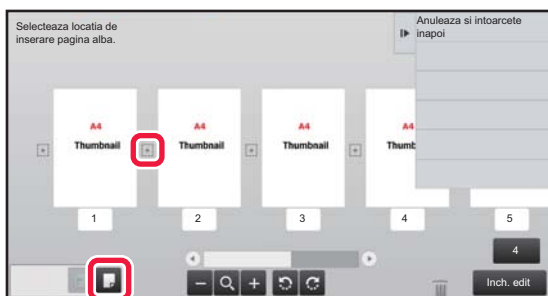 Selecteaza locatia de
inserare pagina alba.
Anuleaza si intoarcete
inapoi
A4 A4 A4 A4
Thumbnail Thumbnail Thumbnail Thumb
1 2 3 4 5
4
Inch. edit